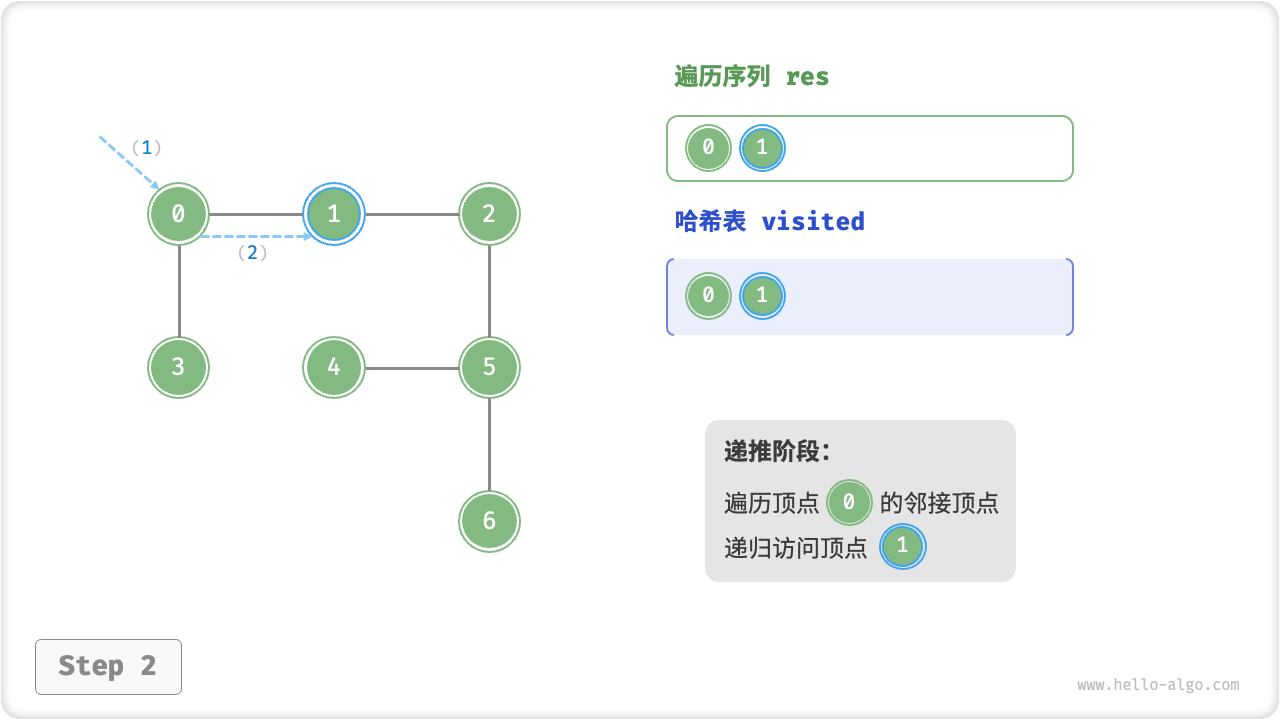 遍历序列 res
0 1
(1)
0 1 2
(2)
哈希表 visited
0 1
3 4 5
递推阶段：
遍历顶点 0 的邻接顶点
递归访问顶点 1
6
Step 2
www.hello-algo.com